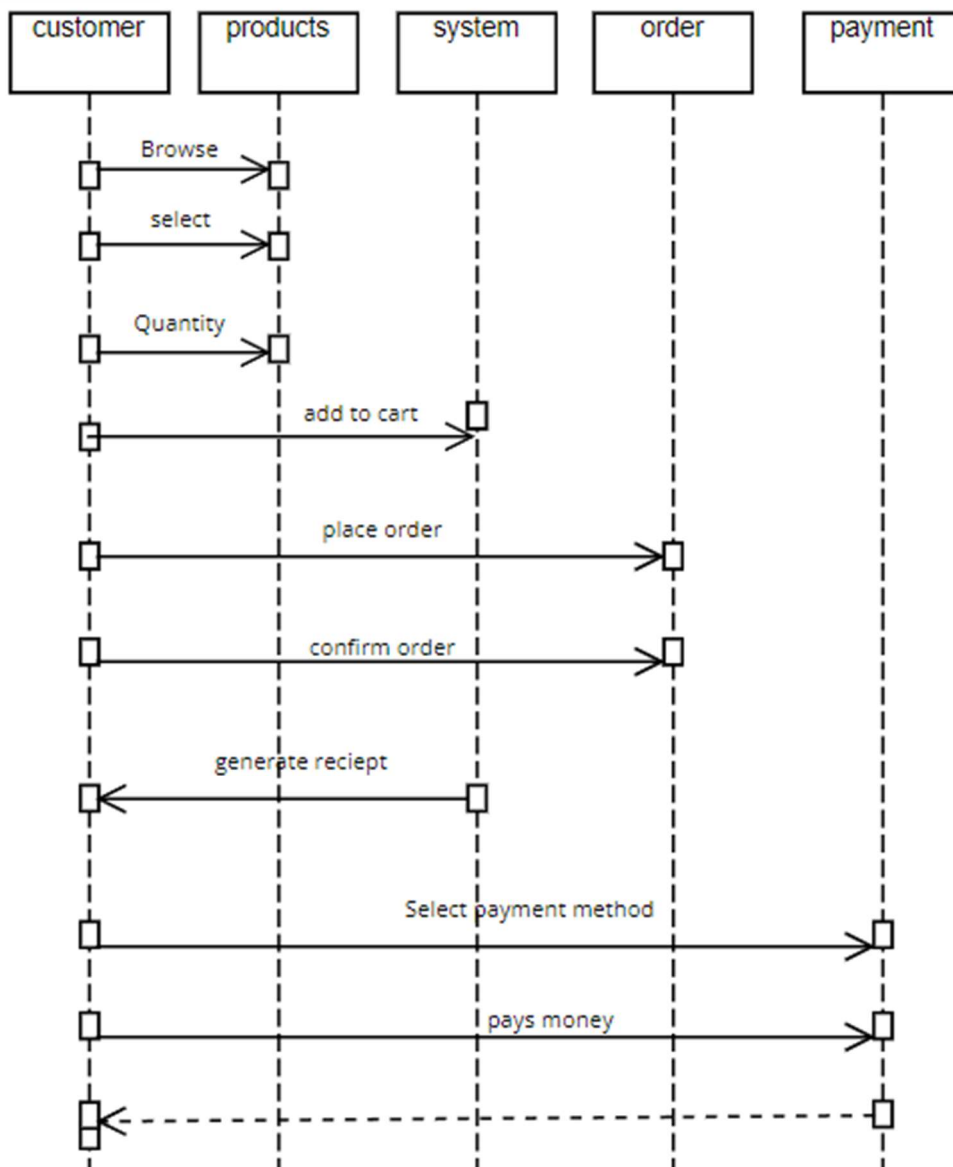 customer
products
system
order
payment
Browse
select
Quantity
add to cart
place order
confirm order
generate reciept
Select payment method
pays money